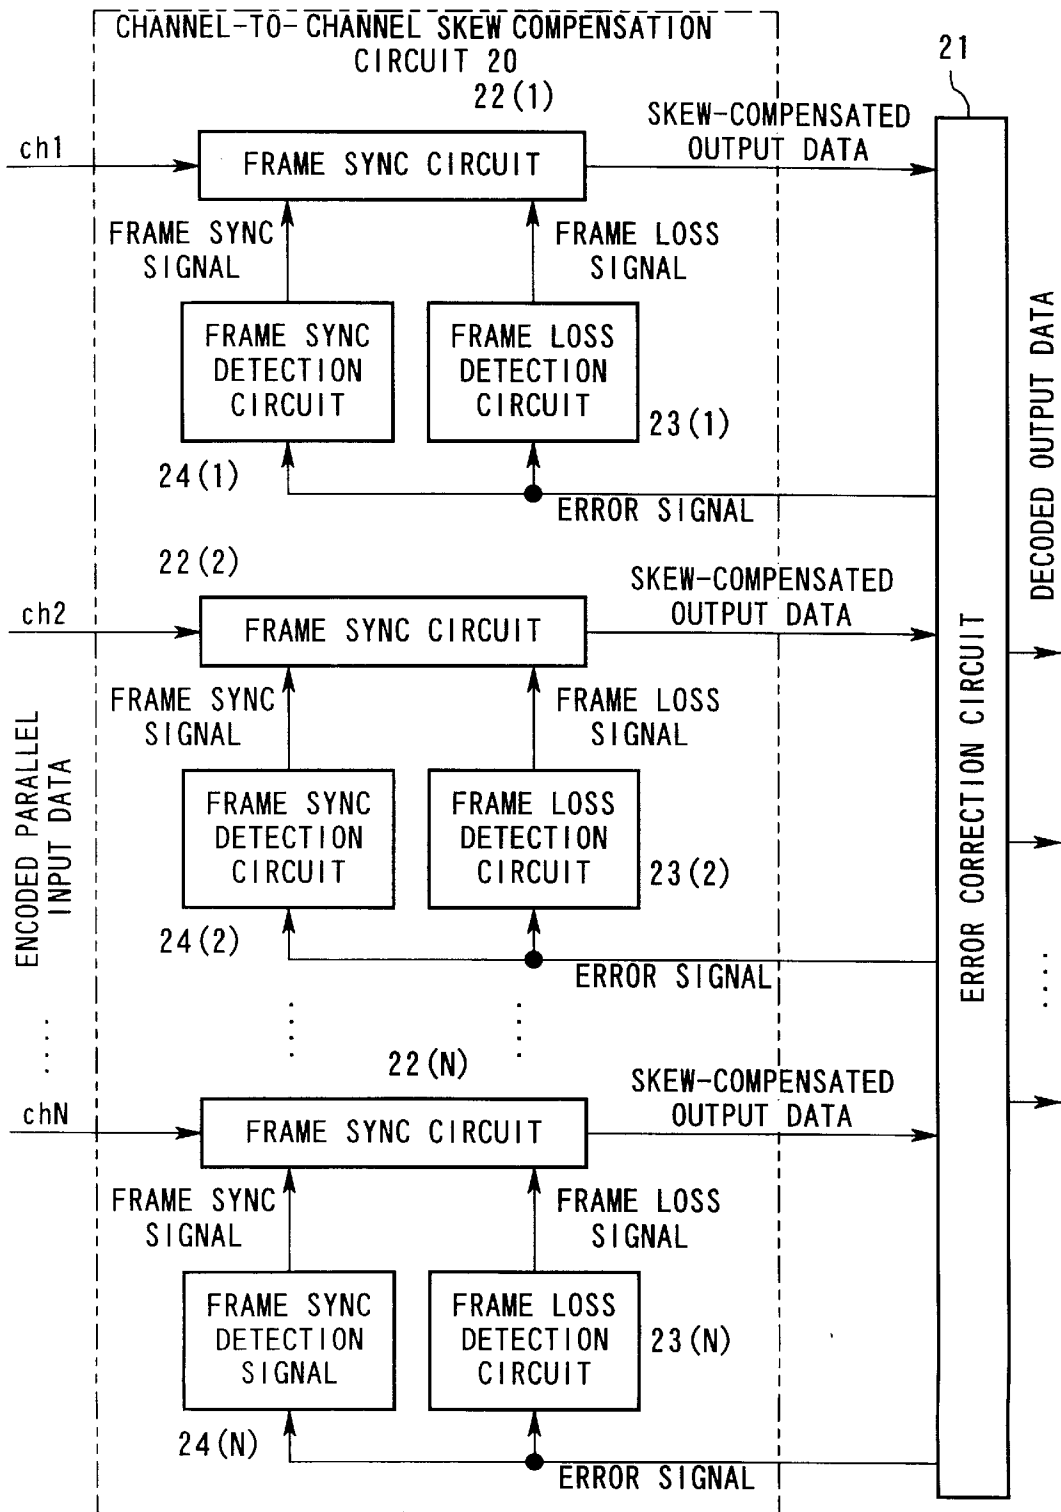 CHANNEL-TO-CHANNEL SKEW COMPENSATION
CIRCUIT 20
21
22(1)
SKEW-COMPENSATED
OUTPUT DATA
ch1
FRAME SYNC CIRCUIT
FRAME SYNC
SIGNAL
FRAME LOSS
SIGNAL
FRAME SYNC
DETECTION
CIRCUIT
FRAME LOSS
DETECTION
CIRCUIT
23(1)
24(1)
ERROR SIGNAL
DECODED OUTPUT DATA
22(2)
SKEW-COMPENSATED
OUTPUT DATA
ch2
FRAME SYNC CIRCUIT
FRAME SYNC
SIGNAL
FRAME LOSS
SIGNAL
ENCODED PARALLEL
INPUT DATA
FRAME SYNC
DETECTION
CIRCUIT
FRAME LOSS
DETECTION
CIRCUIT
23(2)
24(2)
ERROR SIGNAL
ERROR CORRECTION CIRCUIT
22(N)
SKEW-COMPENSATED
OUTPUT DATA
chN
FRAME SYNC CIRCUIT
FRAME SYNC
SIGNAL
FRAME LOSS
SIGNAL
FRAME SYNC
DETECTION
SIGNAL
FRAME LOSS
DETECTION
CIRCUIT
23(N)
24(N)
ERROR SIGNAL